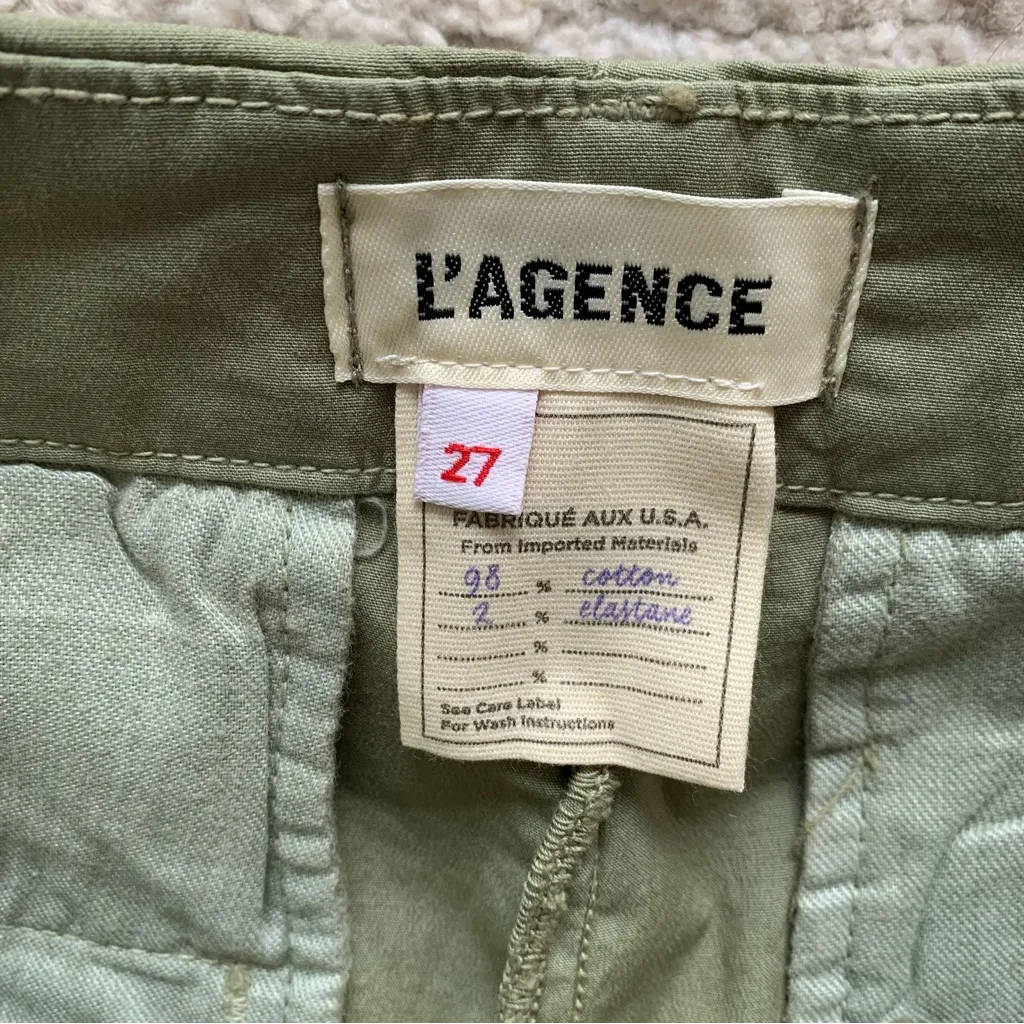 L'AGENCE
27
FABRIQUÉ AUX U.S.A.
From Imported Materials
98 % cotton
2 % elastane
%
%
See Care Label
For Wash Instructions